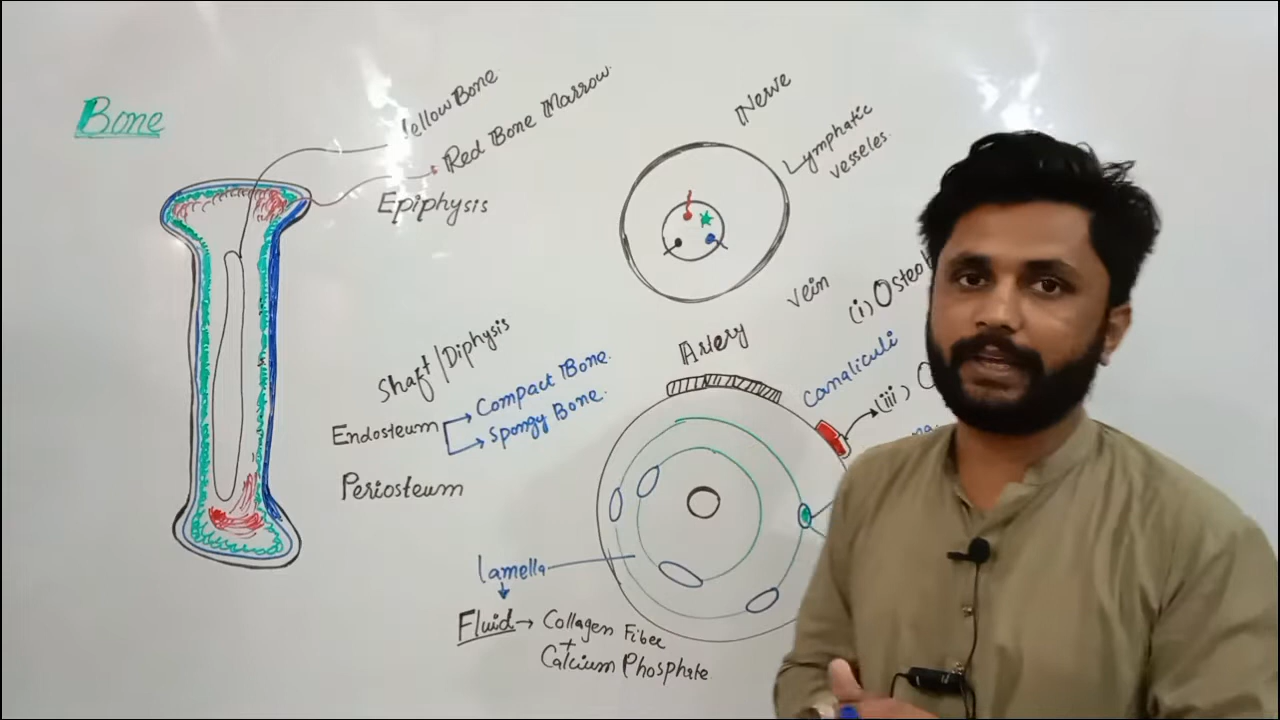 Bone
Yellow Bone
Red Bone Marrow.
Epiphysis
Nerve
Lymphatic
vesseles.
vein
Artery
(i) Osteo
Canaliculi
(iii)
Shaft/Diphysis
Endosteum
Compact Bone.
Spongy Bone.
Periosteum
lamella
Fluid → Collagen Fiber
+
Calcium Phosphate